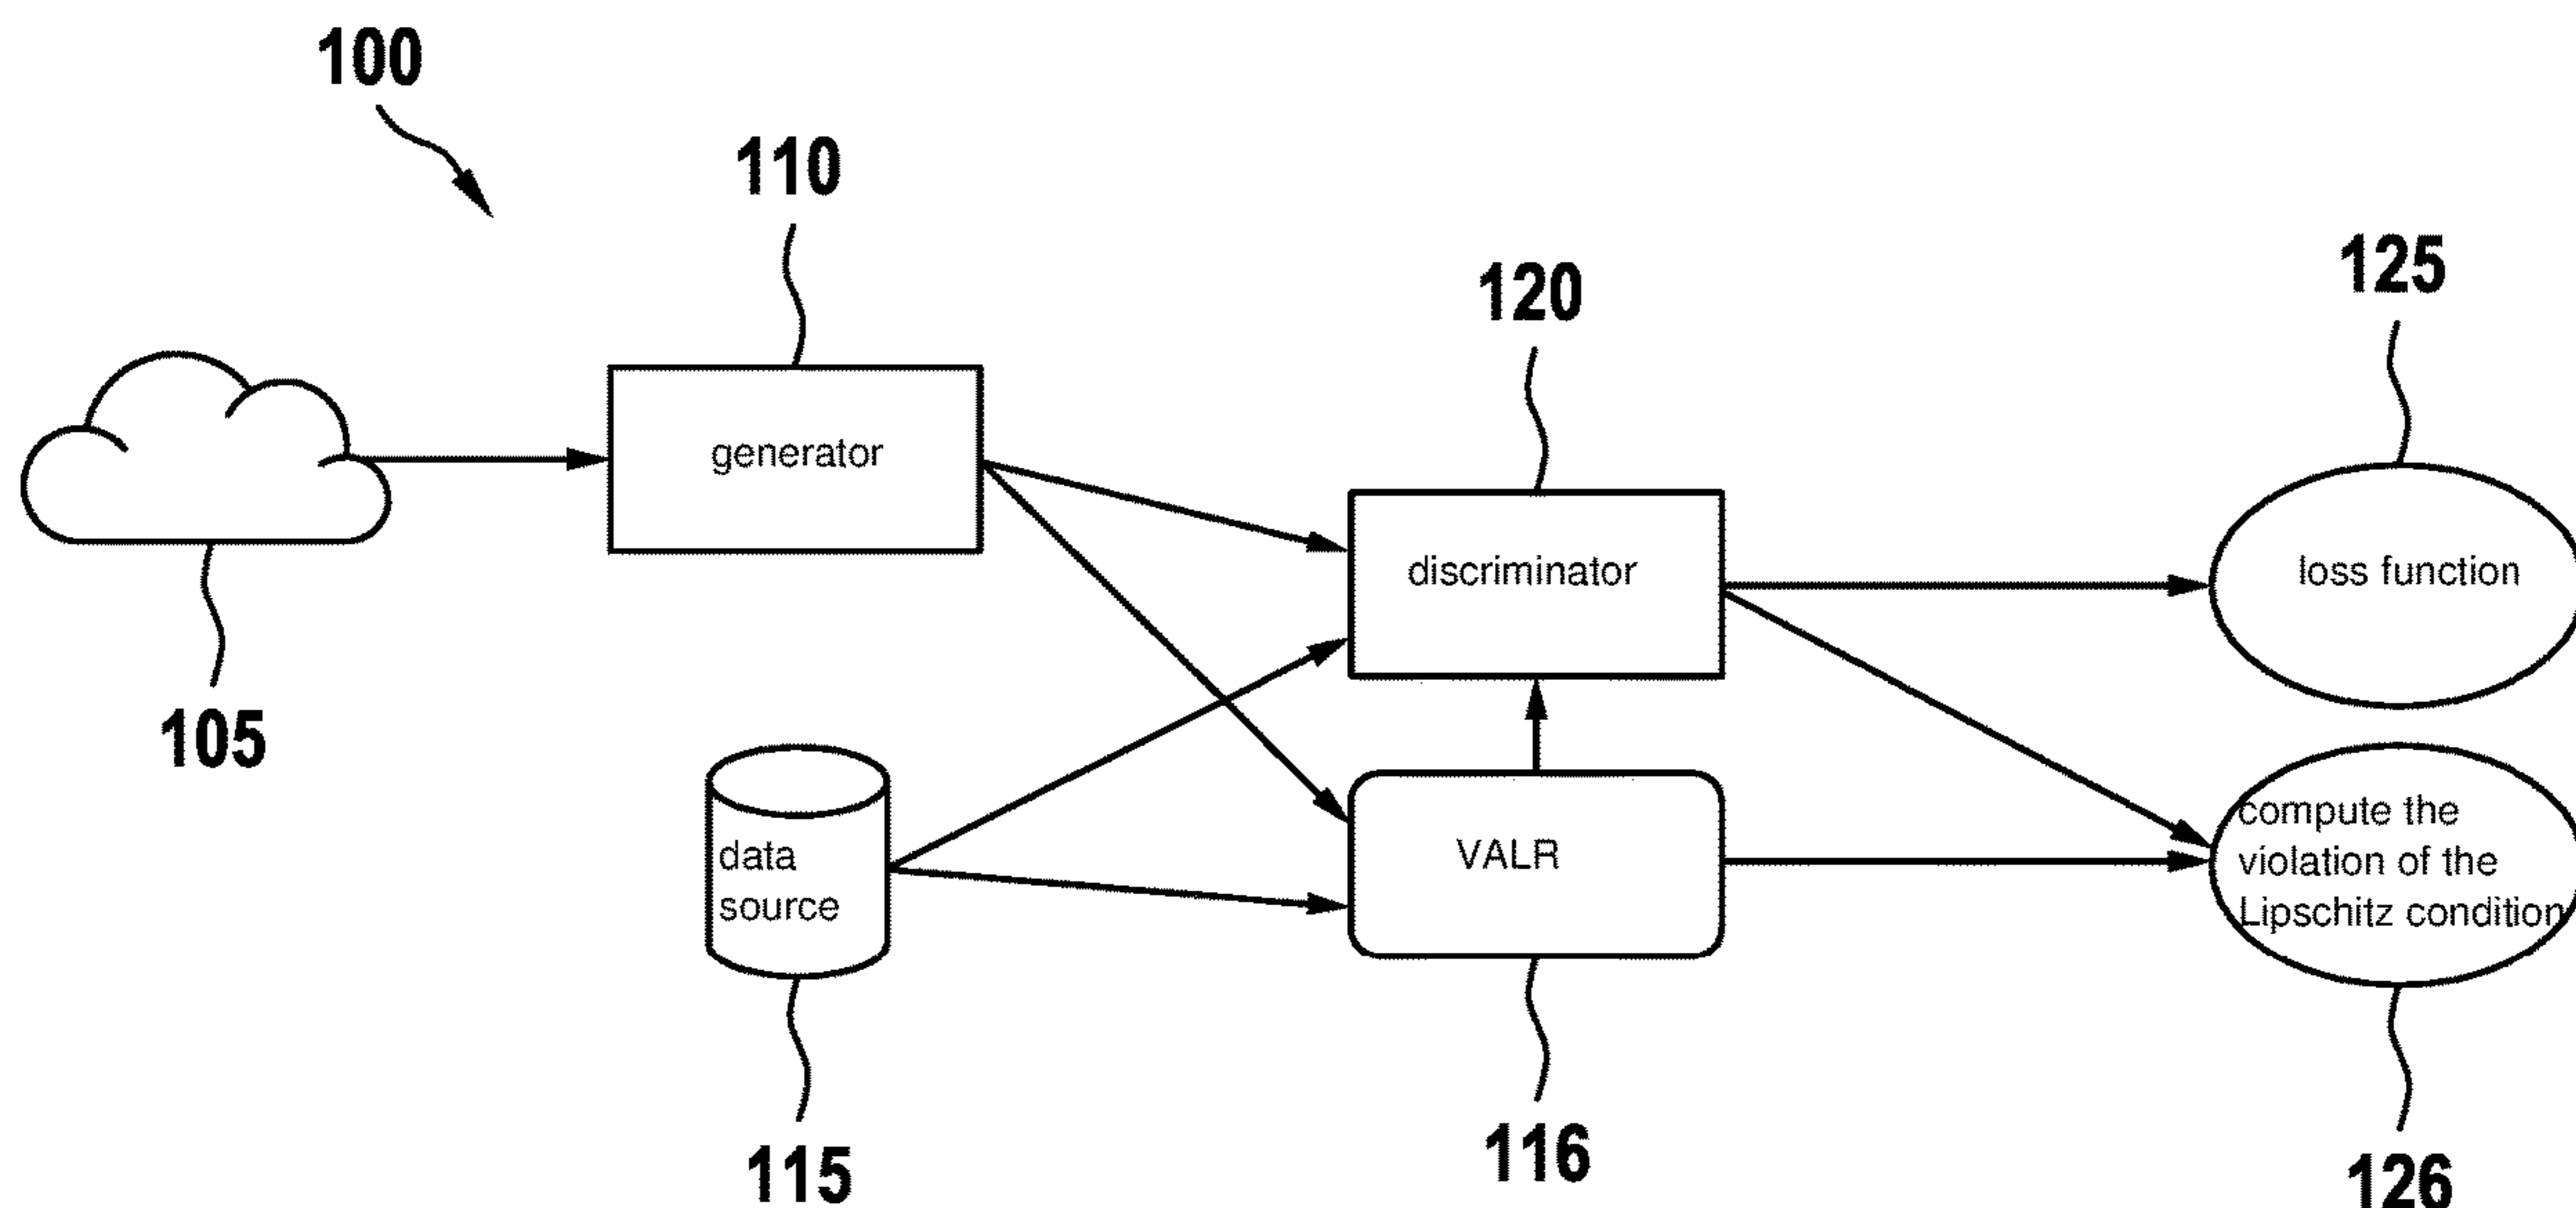 100
110
120
125
generator
discriminator
loss function
105
data
source
VALR
compute the
violation of the
Lipschitz condition
115
116
126